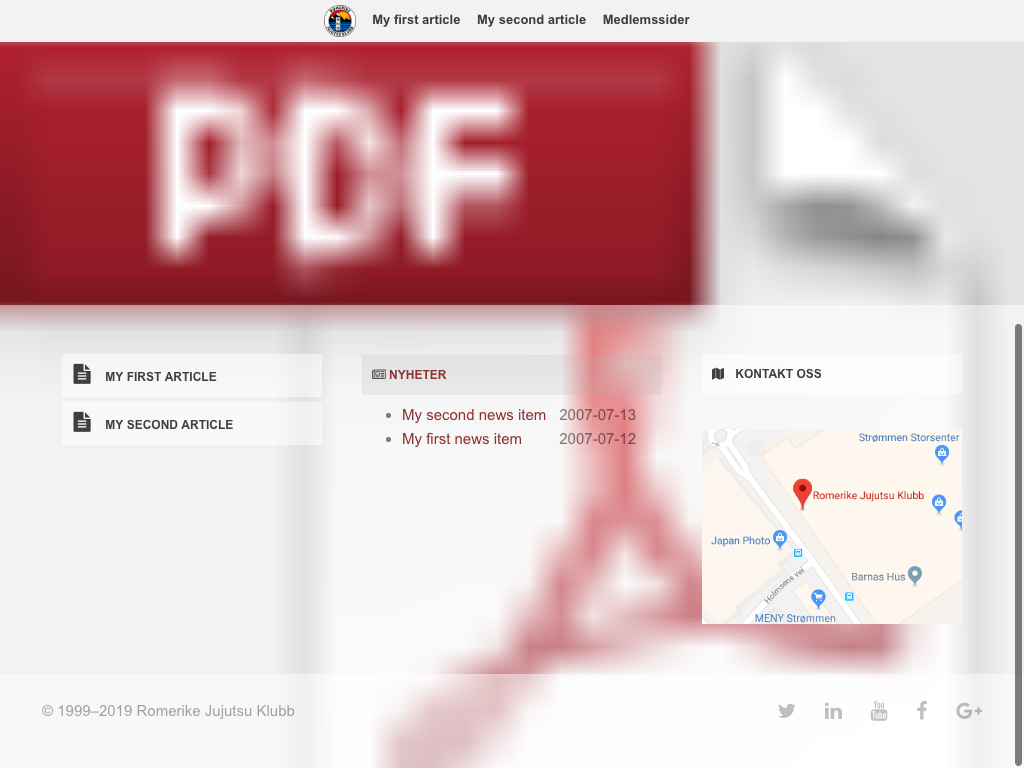 My first article My second article Medlemssider
PDF
MY FIRST ARTICLE
MY SECOND ARTICLE
NYHETER
My second news item 2007-07-13
My first news item 2007-07-12
KONTAKT OSS
Strømmen Storsenter
Romerike Jujutsu Klubb
Japan Photo
Barnas Hus
Holmsens vei
MENY Strømmen
© 1999–2019 Romerike Jujutsu Klubb
You
Tube
G+